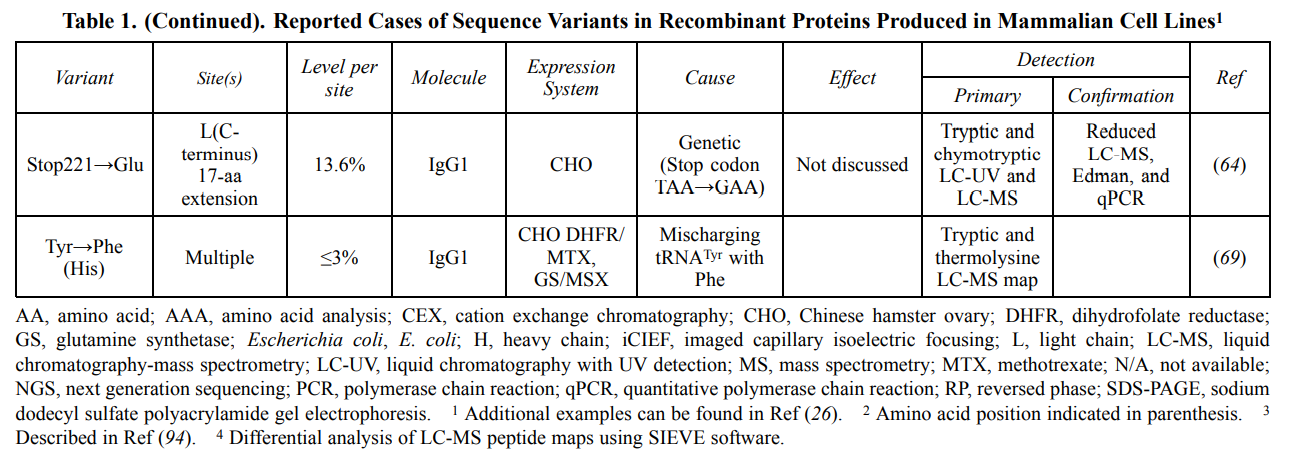 Table 1. (Continued). Reported Cases of Sequence Variants in Recombinant Proteins Produced in Mammalian Cell Lines1
Variant
Site(s)
Level per
site
Molecule
Expression
System
Cause
Effect
Detection
Ref
Primary
Confirmation
Stop221→Glu
L(C-
terminus)
17-aa
extension
13.6%
IgG1
CHO
Genetic
(Stop codon
TAA→GAA)
Not discussed
Tryptic and
chymotryptic
LC-UV and
LC-MS
Reduced
LC-MS,
Edman, and
qPCR
(64)
Tyr→Phe
(His)
Multiple
≤3%
IgG1
CHO DHFR/
MTX,
GS/MSX
Mischarging
tRNATyr with
Phe
Tryptic and
thermolysine
LC-MS map
(69)
AA, amino acid; AAA, amino acid analysis; CEX, cation exchange chromatography; CHO, Chinese hamster ovary; DHFR, dihydrofolate reductase;
GS, glutamine synthetase; Escherichia coli, E. coli; H, heavy chain; iCIEF, imaged capillary isoelectric focusing; L, light chain; LC-MS, liquid
chromatography-mass spectrometry; LC-UV, liquid chromatography with UV detection; MS, mass spectrometry; MTX, methotrexate; N/A, not available;
NGS, next generation sequencing; PCR, polymerase chain reaction; qPCR, quantitative polymerase chain reaction; RP, reversed phase; SDS-PAGE, sodium
dodecyl sulfate polyacrylamide gel electrophoresis. 1 Additional examples can be found in Ref (26). 2 Amino acid position indicated in parenthesis. 3
Described in Ref (94). 4 Differential analysis of LC-MS peptide maps using SIEVE software.